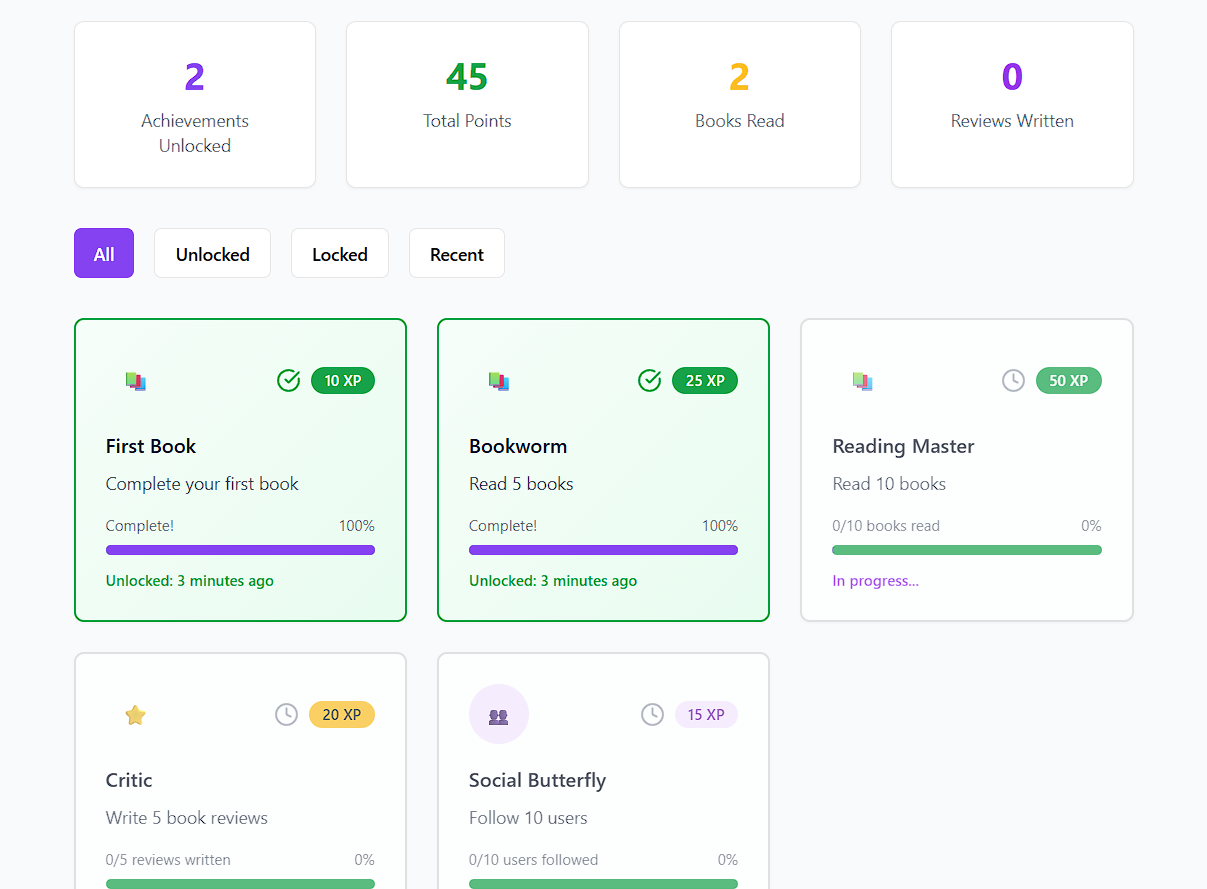 2
Achievements
Unlocked
45
Total Points
2
Books Read
0
Reviews Written
All
Unlocked
Locked
Recent
10 XP
First Book
Complete your first book
Complete!
100%
Unlocked: 3 minutes ago
25 XP
Bookworm
Read 5 books
Complete!
100%
Unlocked: 3 minutes ago
50 XP
Reading Master
Read 10 books
0/10 books read
0%
In progress...
20 XP
Critic
Write 5 book reviews
0/5 reviews written
0%
15 XP
Social Butterfly
Follow 10 users
0/10 users followed
0%